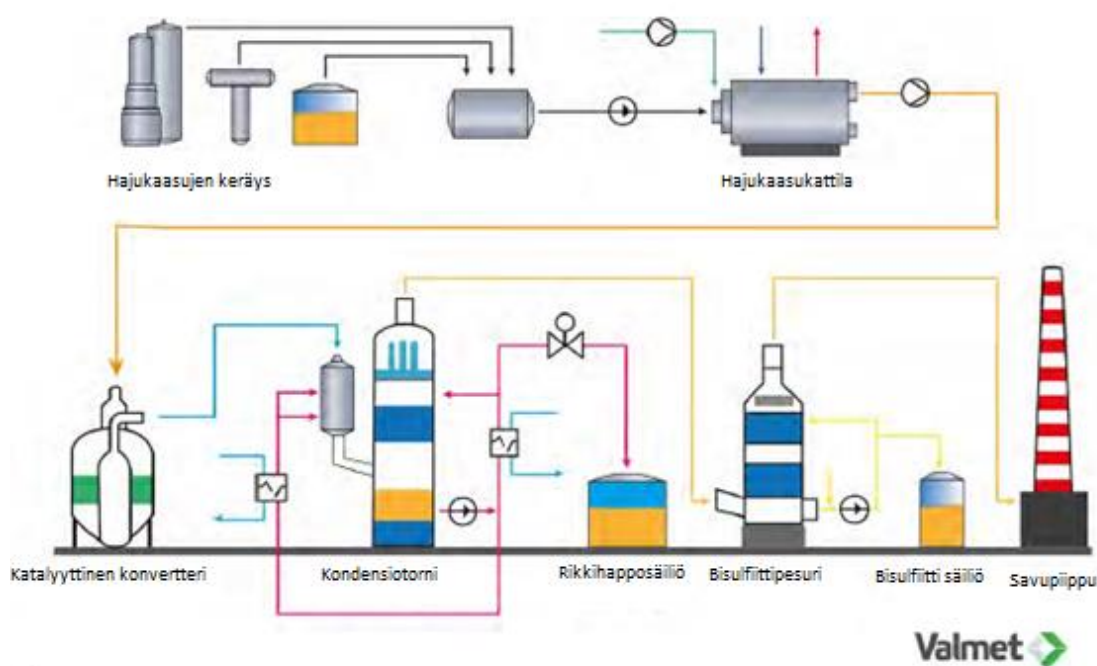 Hajukaasujen keräys
Hajukaasukattila
Katalyyttinen konvertteri
Kondensiotorni
Rikkihapposäiliö
Bisulfiittipesuri
Bisulfiitti säiliö
Savupiippu
Valmet